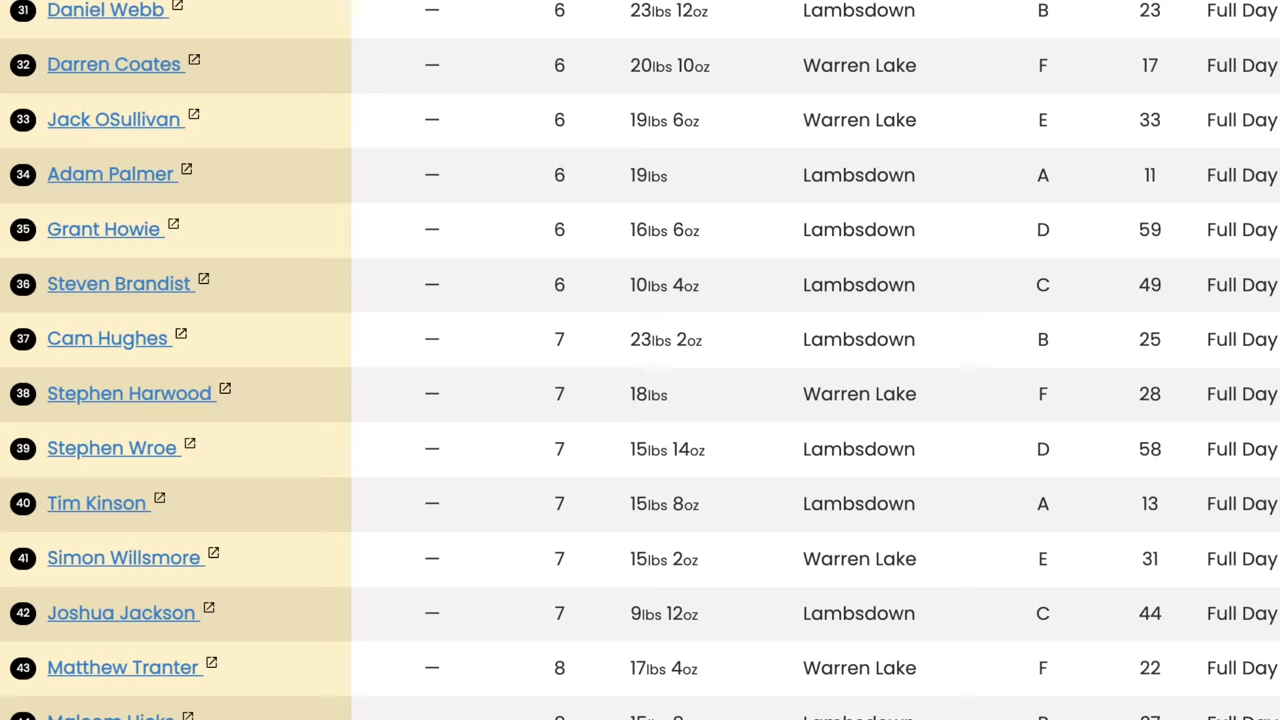 31 Daniel Webb — 6 23lbs 12oz Lambsdown B 23 Full Day
32 Darren Coates — 6 20lbs 10oz Warren Lake F 17 Full Day
33 Jack OSullivan — 6 19lbs 6oz Warren Lake E 33 Full Day
34 Adam Palmer — 6 19lbs Lambsdown A 11 Full Day
35 Grant Howie — 6 16lbs 6oz Lambsdown D 59 Full Day
36 Steven Brandist — 6 10lbs 4oz Lambsdown C 49 Full Day
37 Cam Hughes — 7 23lbs 2oz Lambsdown B 25 Full Day
38 Stephen Harwood — 7 18lbs Warren Lake F 28 Full Day
39 Stephen Wroe — 7 15lbs 14oz Lambsdown D 58 Full Day
40 Tim Kinson — 7 15lbs 8oz Lambsdown A 13 Full Day
41 Simon Willsmore — 7 15lbs 2oz Warren Lake E 31 Full Day
42 Joshua Jackson — 7 9lbs 12oz Lambsdown C 44 Full Day
43 Matthew Tranter — 8 17lbs 4oz Warren Lake F 22 Full Day